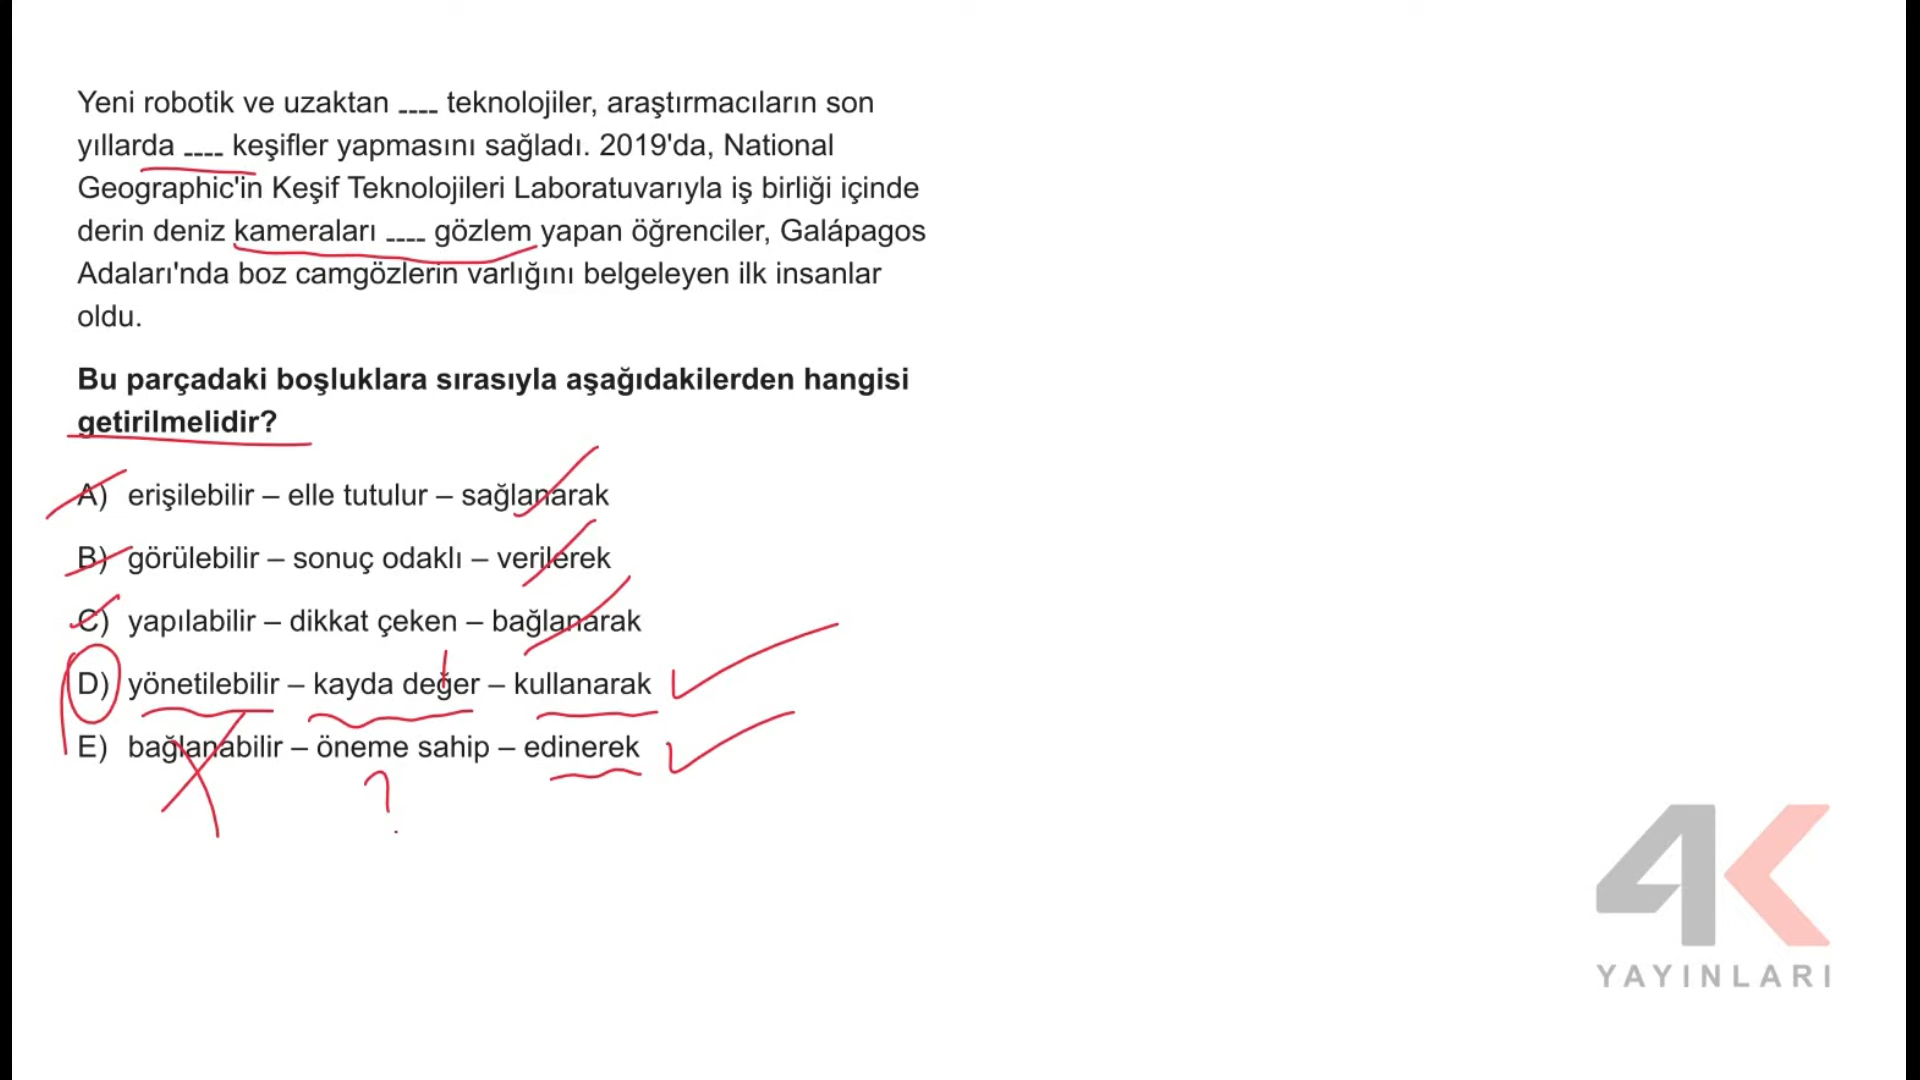 Yeni robotik ve uzaktan ---- teknolojiler, araştırmacıların son
yıllarda ---- keşifler yapmasını sağladı. 2019'da, National
Geographic'in Keşif Teknolojileri Laboratuvarıyla iş birliği içinde
derin deniz kameraları ---- gözlem yapan öğrenciler, Galápagos
Adaları'nda boz camgözlerin varlığını belgeleyen ilk insanlar
oldu.
Bu parçadaki boşluklara sırasıyla aşağıdakilerden hangisi
getirilmelidir?
A) erişilebilir – elle tutulur – sağlanarak
B) görülebilir – sonuç odaklı – verilerek
C) yapılabilir – dikkat çeken – bağlanarak
D) yönetilebilir – kayda değer – kullanarak
E) bağlanabilir – öneme sahip – edinerek
?
4K
YAYINLARI